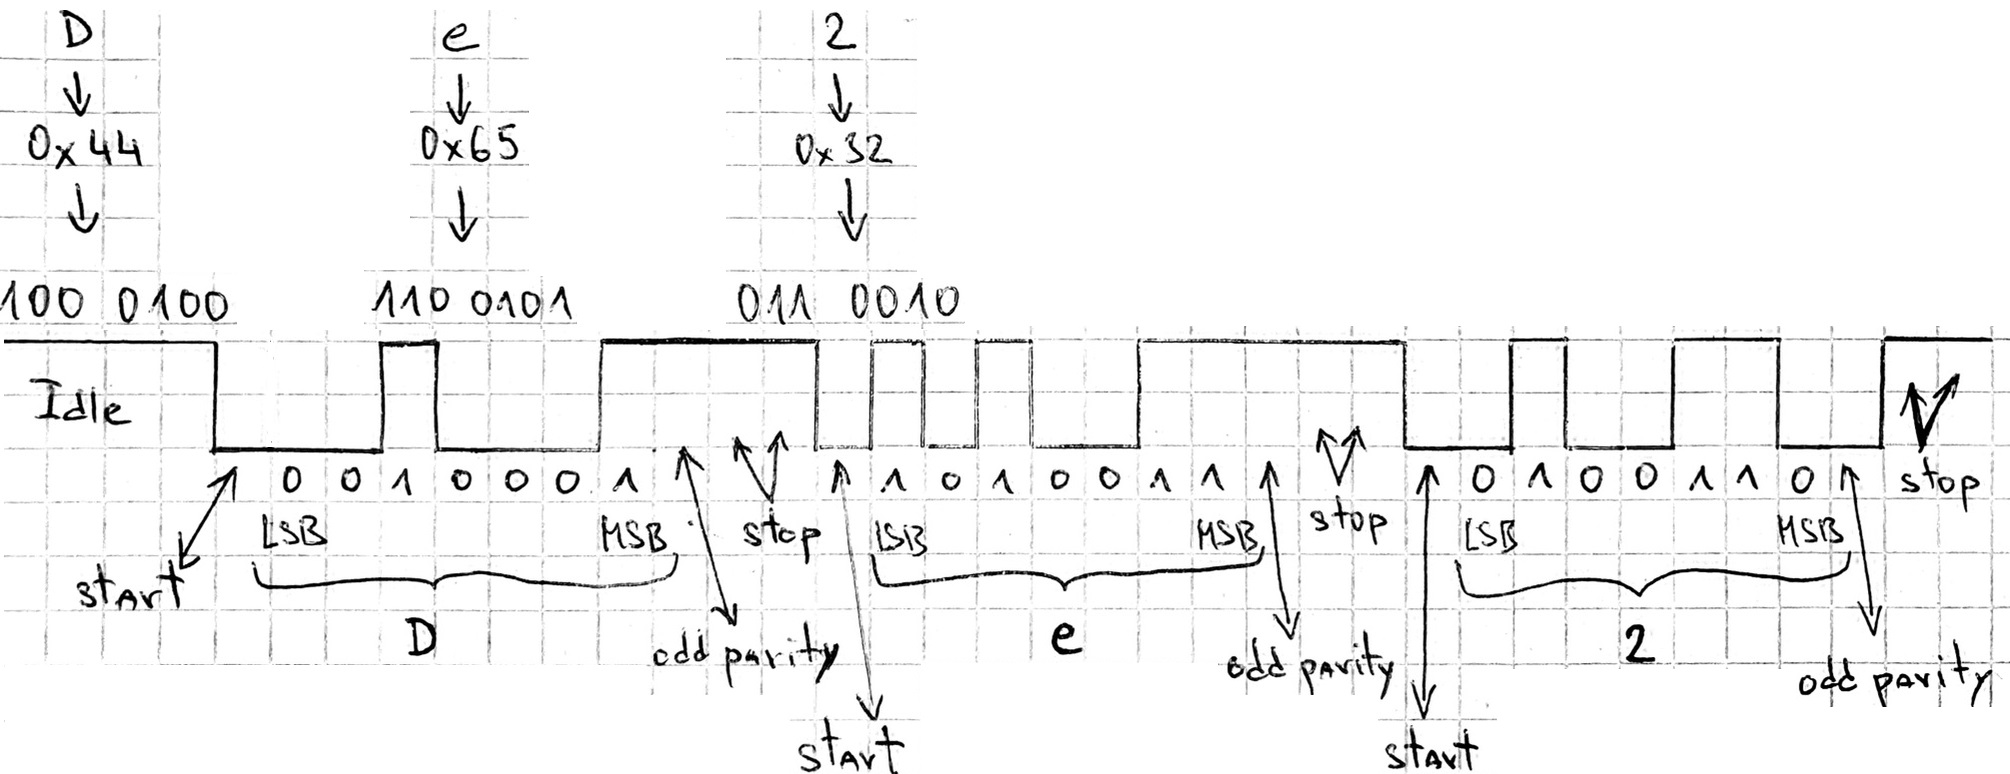 D e 2
0x44 0x65 0x32
100 0100 110 0101 011 0010
Idle
0 0 1 0 0 0 1 1 0 1 0 0 1 1 0 1 0 0 1 1 0 stop
LSB MSB stop LSB MSB stop LSB MSB
start
D odd parity e odd parity 2 odd parity
start start